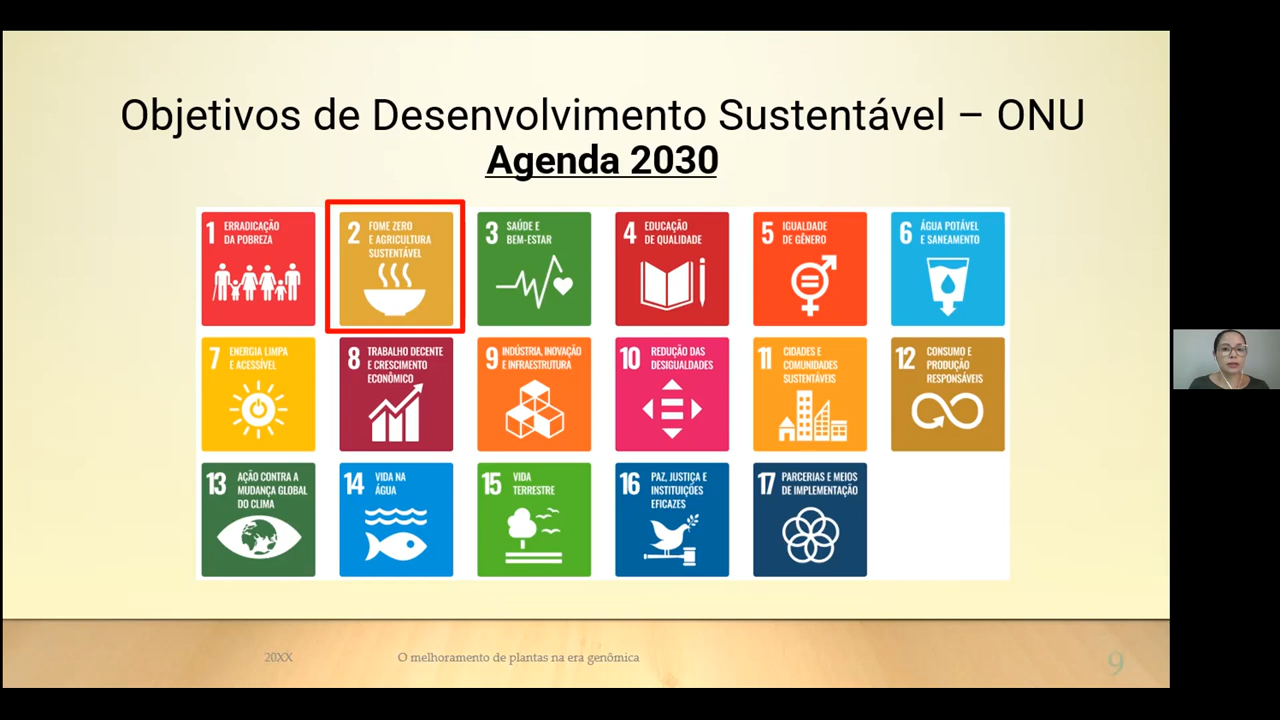 Objetivos de Desenvolvimento Sustentável – ONU
Agenda 2030
1 ERRADICAÇÃO
DA POBREZA
2 FOME ZERO
E AGRICULTURA
SUSTENTÁVEL
3 SAÚDE E
BEM-ESTAR
4 EDUCAÇÃO
DE QUALIDADE
5 IGUALDADE
DE GÊNERO
6 ÁGUA POTÁVEL
E SANEAMENTO
7 ENERGIA LIMPA
E ACESSÍVEL
8 TRABALHO DECENTE
E CRESCIMENTO
ECONÔMICO
9 INDÚSTRIA, INOVAÇÃO
E INFRAESTRUTURA
10 REDUÇÃO DAS
DESIGUALDADES
11 CIDADES E
COMUNIDADES
SUSTENTÁVEIS
12 CONSUMO E
PRODUÇÃO
RESPONSÁVEIS
13 AÇÃO CONTRA A
MUDANÇA GLOBAL
DO CLIMA
14 VIDA NA
ÁGUA
15 VIDA
TERRESTRE
16 PAZ, JUSTIÇA E
INSTITUIÇÕES
EFICAZES
17 PARCERIAS E MEIOS
DE IMPLEMENTAÇÃO
20XX
O melhoramento de plantas na era genômica
9